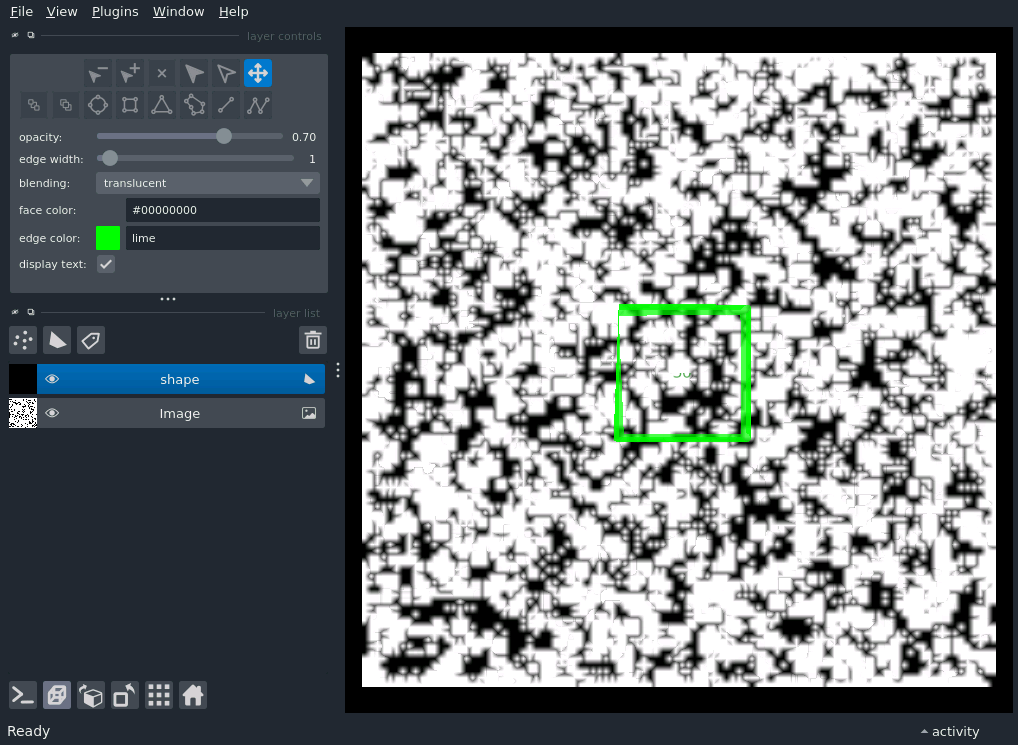 File View Plugins Window Help
layer controls
opacity: 0.70
edge width: 1
blending: translucent
face color: #00000000
edge color: lime
display text:
layer list
shape
Image
Ready
activity